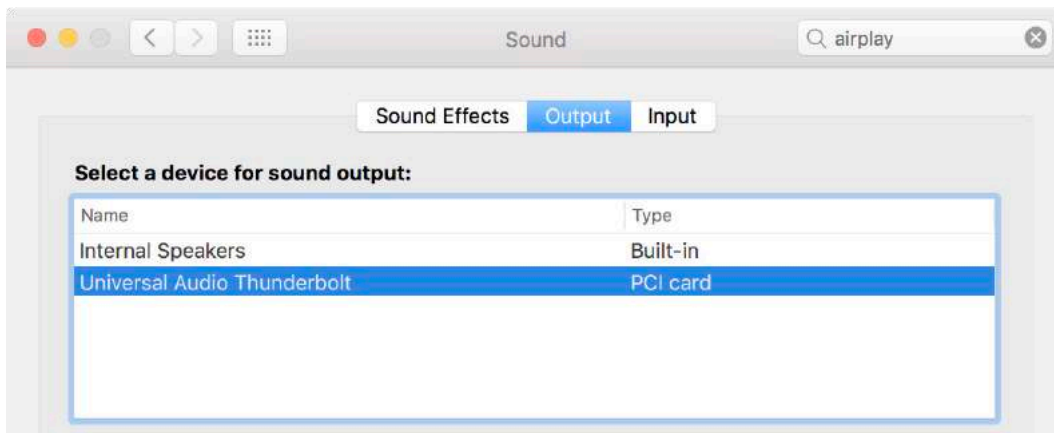 Sound
airplay
Sound Effects Output Input
Select a device for sound output:
Name Type
Internal Speakers Built-in
Universal Audio Thunderbolt PCI card